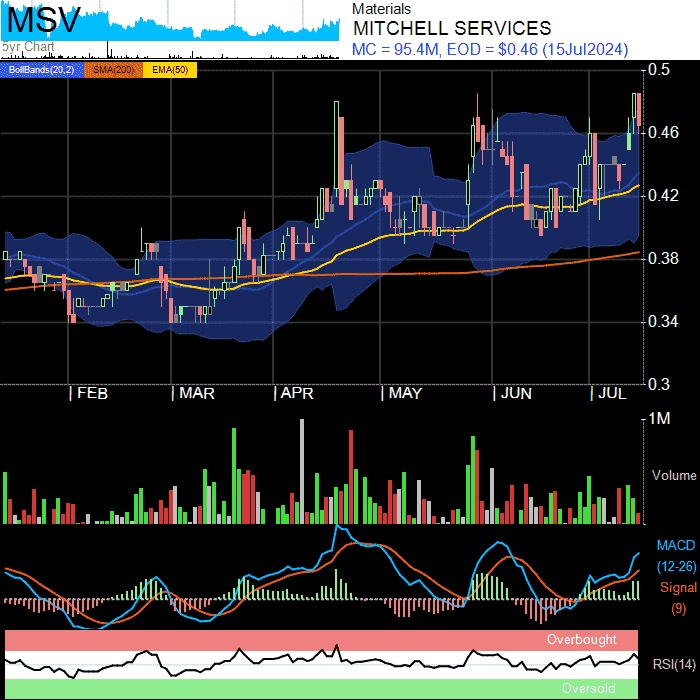 MSV
5yr Chart
Materials
MITCHELL SERVICES
MC = 95.4M, EOD = $0.46 (15Jul2024)
BollBands(20,2) SMA(200) EMA(50)
0.5
0.46
0.42
0.38
0.34
0.3
FEB MAR APR MAY JUN JUL
1M
Volume
MACD
(12-26)
Signal
(9)
Overbought
RSI(14)
Oversold